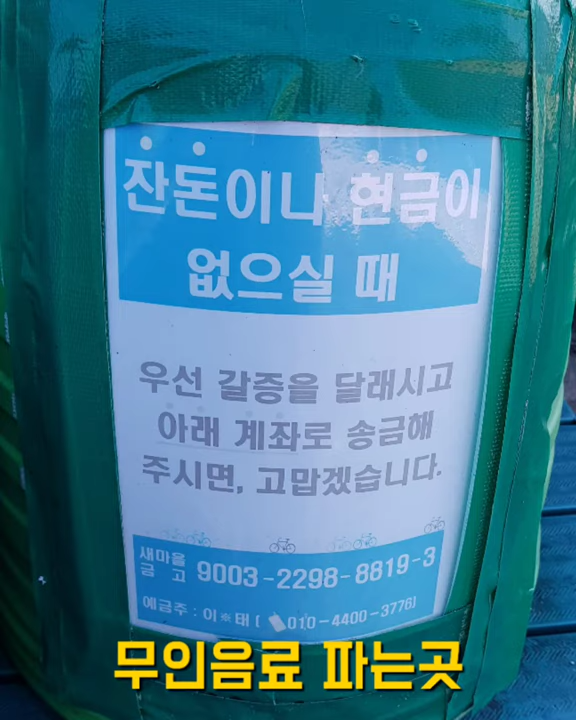 잔돈이나 현금이
없으실 때
우선 갈증을 달래시고
아래 계좌로 송금해
주시면, 고맙겠습니다.
새마을
금고 9003-2298-8819-3
예금주 : 이※태 ( 010-4400-3776)
무인음료 파는곳